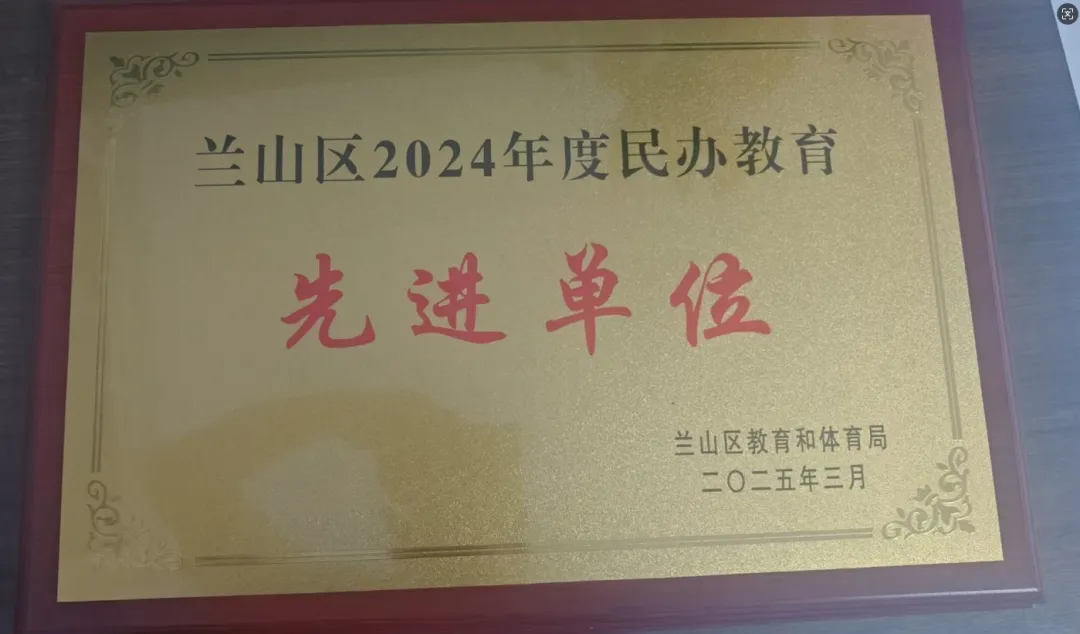 兰山区2024年度民办教育
先进单位
兰山区教育和体育局
二〇二五年三月